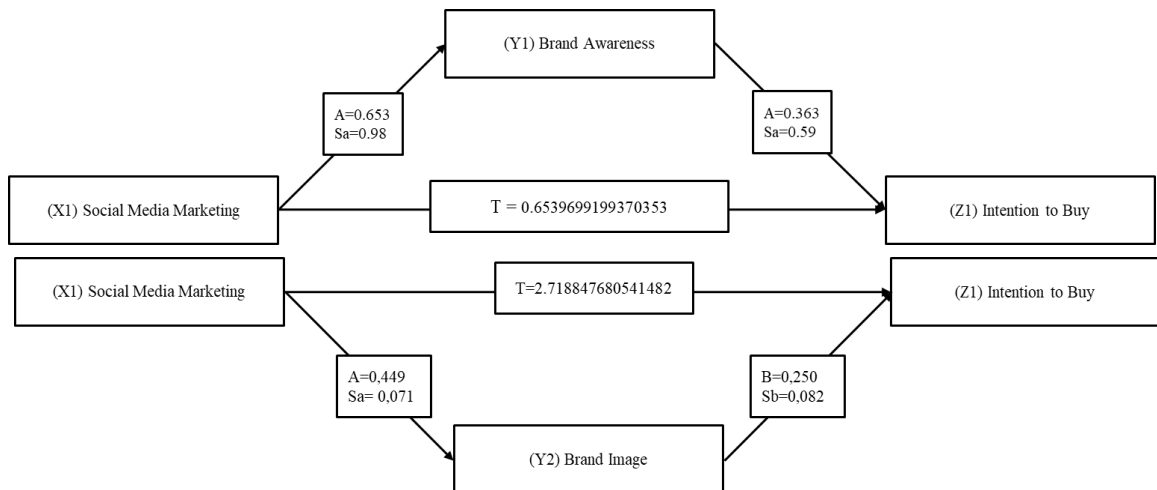 (Y1) Brand Awareness
A=0.653
Sa=0.98
A=0.363
Sa=0.59
(X1) Social Media Marketing
T = 0.6539699199370353
(Z1) Intention to Buy
(X1) Social Media Marketing
T=2.718847680541482
(Z1) Intention to Buy
A=0,449
Sa= 0,071
B=0,250
Sb=0,082
(Y2) Brand Image